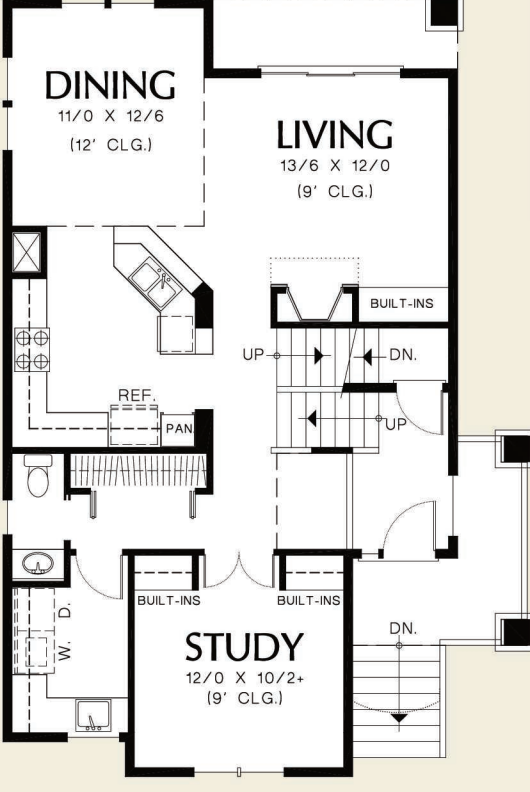 DINING
11/0 X 12/6
(12' CLG.)
LIVING
13/6 X 12/0
(9' CLG.)
BUILT-INS
UP
DN.
REF.
UP
PAN.
D.
W.
BUILT-INS
BUILT-INS
STUDY
12/0 X 10/2+
(9' CLG.)
DN.